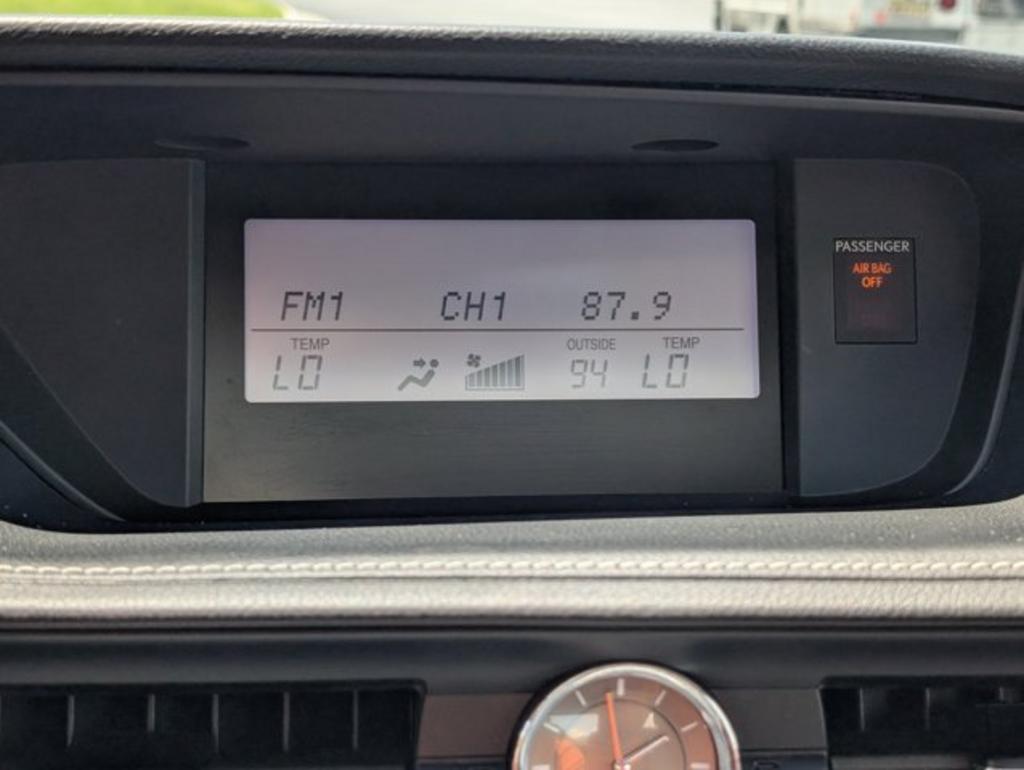 PASSENGER
AIR BAG
OFF
FM1 CH1 87.9
TEMP OUTSIDE TEMP
LO 94 LO